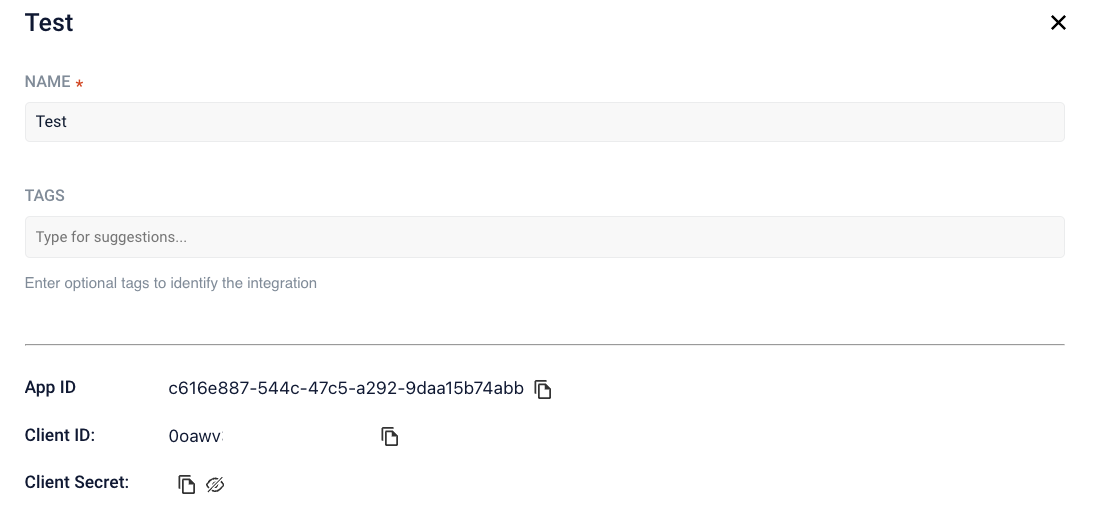 Test
NAME *
Test
TAGS
Type for suggestions...
Enter optional tags to identify the integration
App ID c616e887-544c-47c5-a292-9daa15b74abb
Client ID: 0oawv
Client Secret: